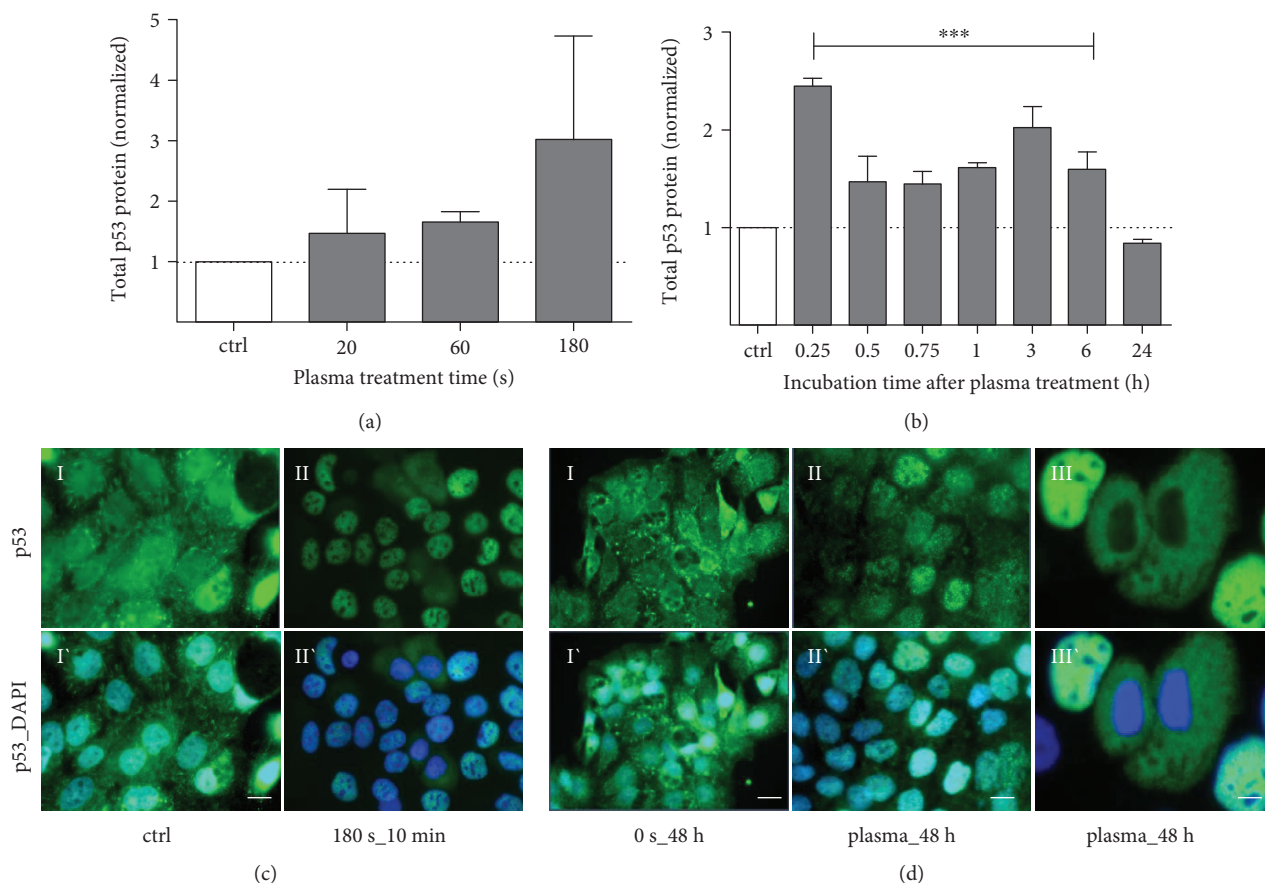 5
4
3
2
1
Total p53 protein (normalized)
ctrl 20 60 180
Plasma treatment time (s)
(a)
3
2
1
Total p53 protein (normalized)
***
ctrl 0.25 0.5 0.75 1 3 6 24
Incubation time after plasma treatment (h)
(b)
p53
I II
p53_DAPI
I` II`
ctrl 180 s_10 min
(c)
I II III
I` II` III`
0 s_48 h plasma_48 h plasma_48 h
(d)